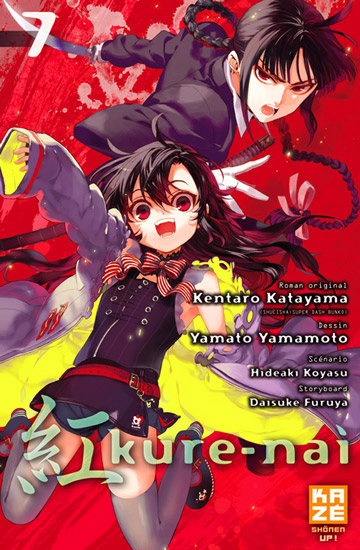 7
Roman original
Kentaro Katayama
(SHUEISHA·SUPER DASH BUNKO)
Dessin
Yamato Yamamoto
Scénario
Hideaki Koyasu
Storyboard
Daisuke Furuya
紅 kure-nai
KAZÉ
SHÔNEN UP!